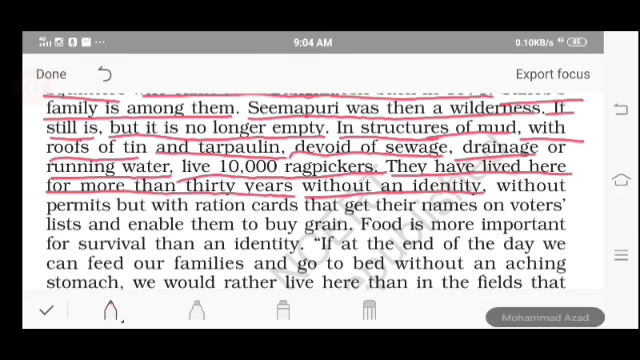 9:04 AM
0.10KB/s 4G 85
Done
Export focus
family is among them. Seemapuri was then a wilderness. It
still is, but it is no longer empty. In structures of mud, with
roofs of tin and tarpaulin, devoid of sewage, drainage or
running water, live 10,000 ragpickers. They have lived here
for more than thirty years without an identity, without
permits but with ration cards that get their names on voters'
lists and enable them to buy grain. Food is more important
for survival than an identity. “If at the end of the day we
can feed our families and go to bed without an aching
stomach, we would rather live here than in the fields that
Mohammad Azad